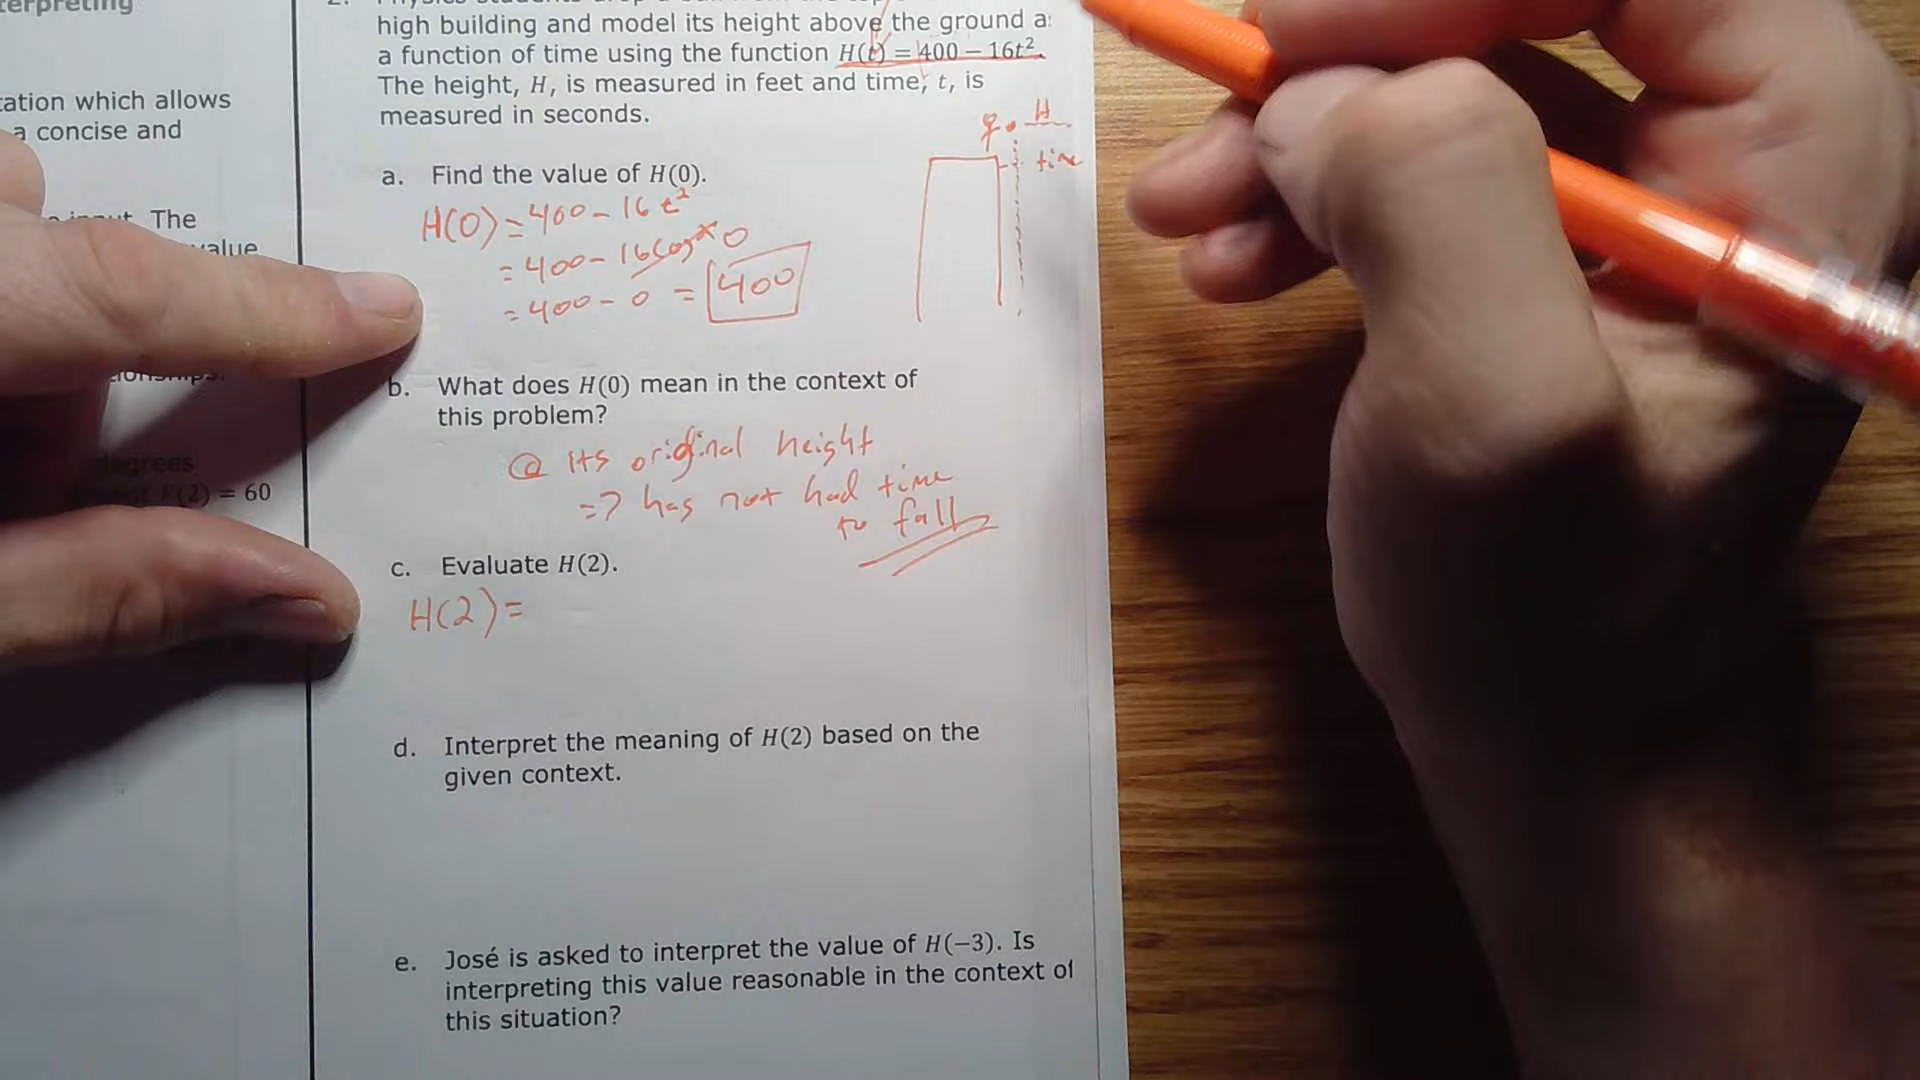 terpreting
cation which allows
a concise and
The
value
degrees
F(2) = 60
high building and model its height above the ground a
a function of time using the function H(t) = 400 − 16t².
The height, H, is measured in feet and time, t, is
measured in seconds.
H
time
a. Find the value of H(0).
H(0) = 400 - 16t²
= 400 - 16(0)² 0
= 400 - 0 = 400
b. What does H(0) mean in the context of
this problem?
@ its original height
=> has not had time
to fall
c. Evaluate H(2).
H(2) =
d. Interpret the meaning of H(2) based on the
given context.
e. José is asked to interpret the value of H(−3). Is
interpreting this value reasonable in the context of
this situation?